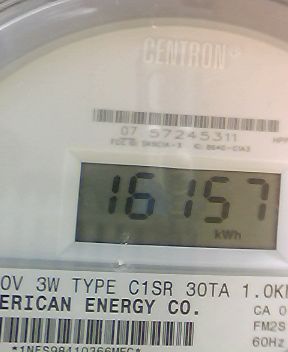 CENTRON®
07 57245311
16157
kWh
0V 3W TYPE C1SR 30TA 1.0K
ERICAN ENERGY CO.
CA 0
FM2S
60Hz